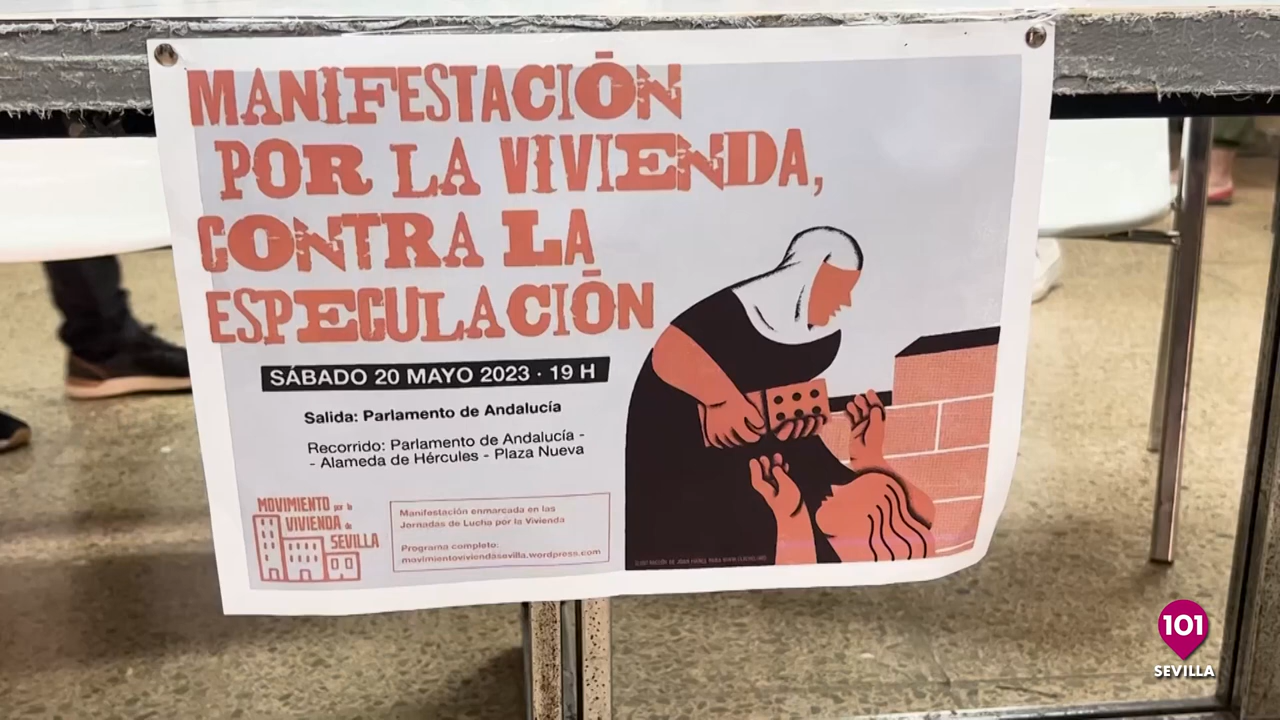 MANIFESTACIÓN
POR LA VIVIENDA,
CONTRA LA
ESPECULACIÓN
SÁBADO 20 MAYO 2023 · 19 H
Salida: Parlamento de Andalucía
Recorrido: Parlamento de Andalucía -
- Alameda de Hércules - Plaza Nueva
MOVIMIENTO por la
VIVIENDA de
SEVILLA
Manifestación enmarcada en las
Jornadas de Lucha por la Vivienda
Programa completo:
movimientoviviendasevilla.wordpress.com
101
SEVILLA